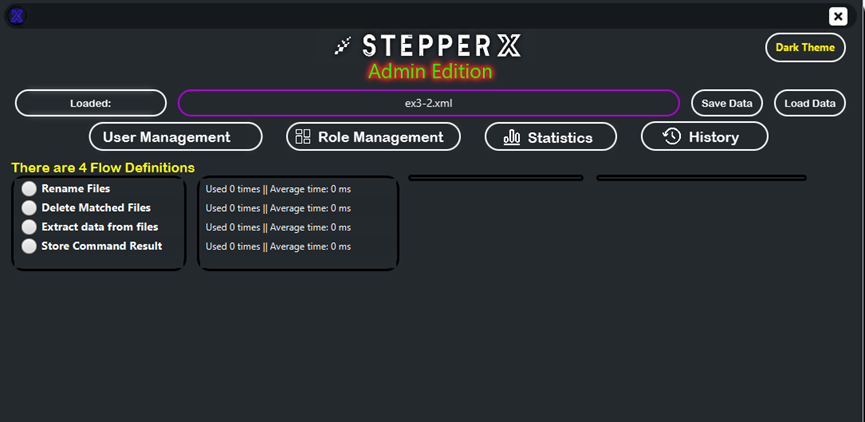 STEPPER X
Admin Edition
Dark Theme
Loaded:
ex3-2.xml
Save Data
Load Data
User Management
Role Management
Statistics
History
There are 4 Flow Definitions
Rename Files
Used 0 times || Average time: 0 ms
Delete Matched Files
Used 0 times || Average time: 0 ms
Extract data from files
Used 0 times || Average time: 0 ms
Store Command Result
Used 0 times || Average time: 0 ms